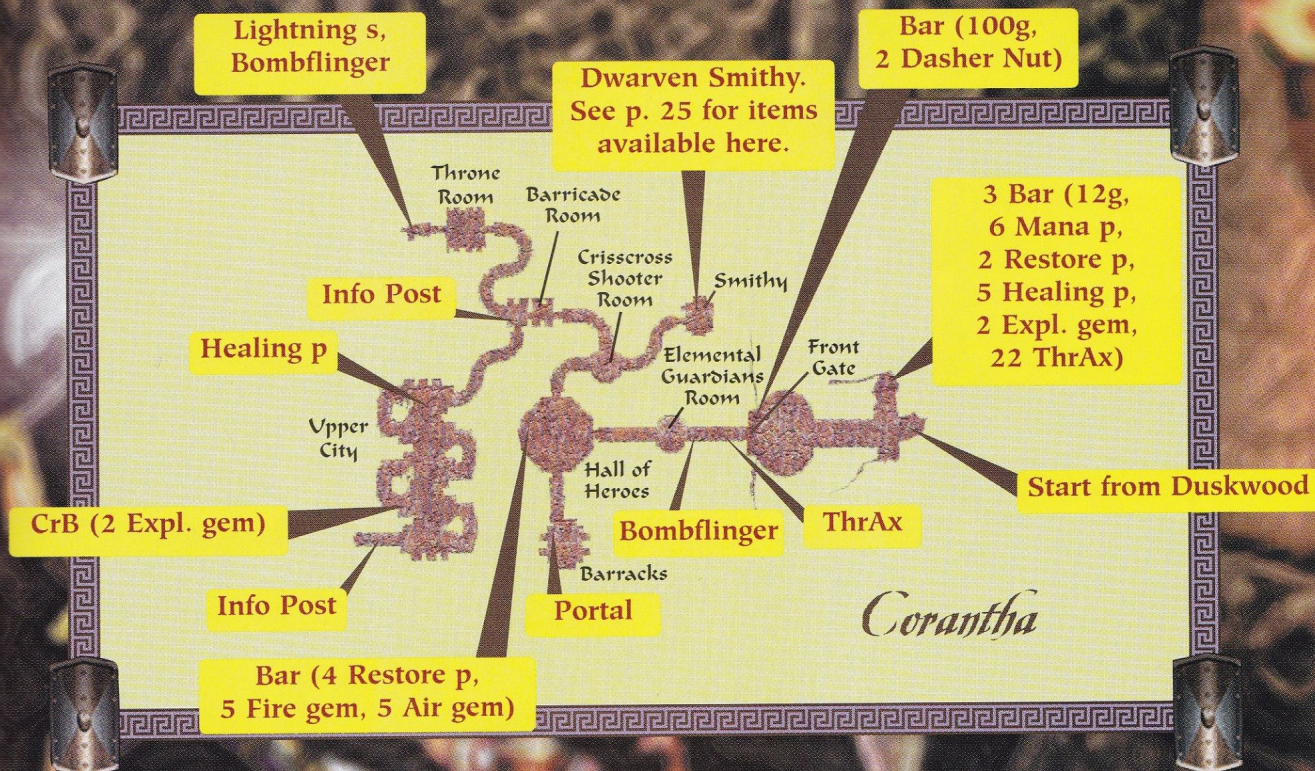 Lightning s,
Bombflinger
Bar (100g,
2 Dasher Nut)
Dwarven Smithy.
See p. 25 for items
available here.
3 Bar (12g,
6 Mana p,
2 Restore p,
5 Healing p,
2 Expl. gem,
22 ThrAx)
Throne
Room
Barricade
Room
Crisscross
Shooter
Room
Smithy
Info Post
Healing p
Elemental
Guardians
Room
Front
Gate
Upper
City
Hall of
Heroes
Start from Duskwood
CrB (2 Expl. gem)
Bombflinger
ThrAx
Barracks
Info Post
Portal
Corantha
Bar (4 Restore p,
5 Fire gem, 5 Air gem)